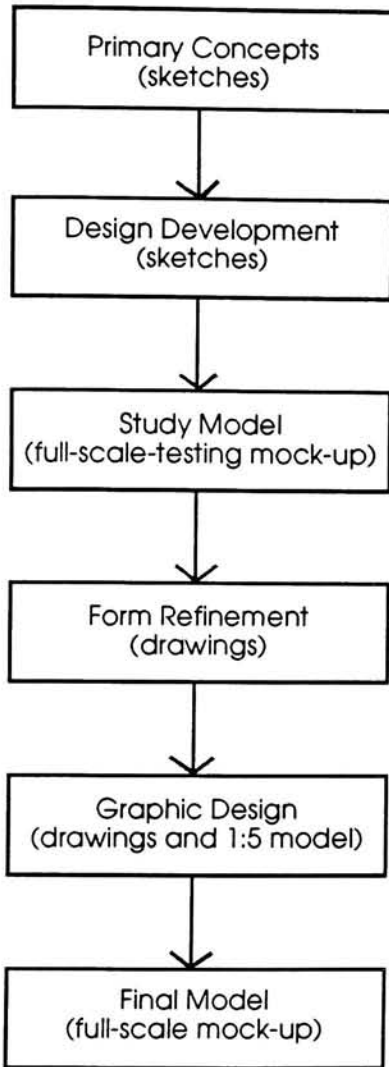 Primary Concepts
(sketches)
Design Development
(sketches)
Study Model
(full-scale-testing mock-up)
Form Refinement
(drawings)
Graphic Design
(drawings and 1:5 model)
Final Model
(full-scale mock-up)